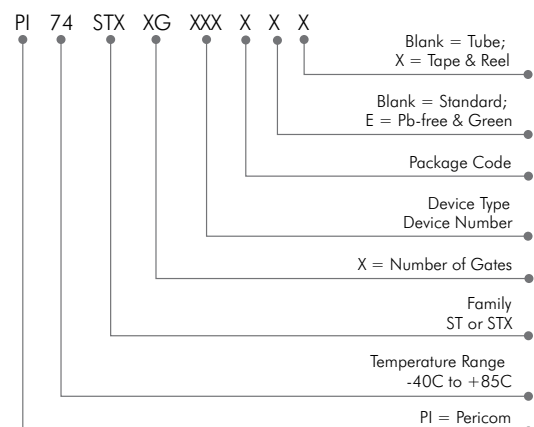 PI 74 STX XG XXX X X X
Blank = Tube;
X = Tape & Reel
Blank = Standard;
E = Pb-free & Green
Package Code
Device Type
Device Number
X = Number of Gates
Family
ST or STX
Temperature Range
-40C to +85C
PI = Pericom